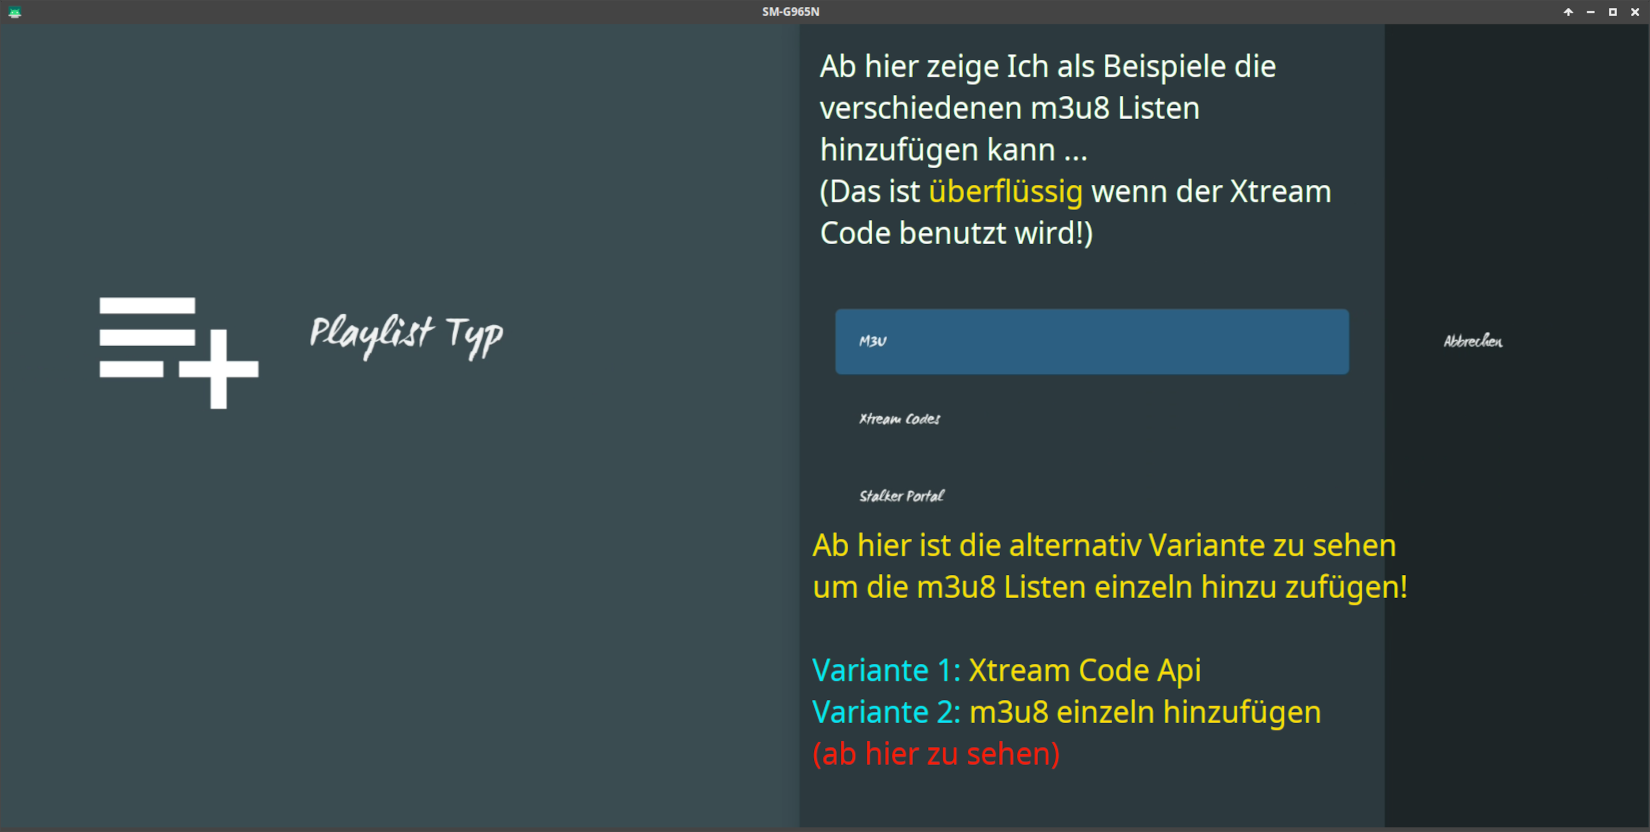 SM-G965N
Ab hier zeige Ich als Beispiele die
verschiedenen m3u8 Listen
hinzufügen kann ...
(Das ist überflüssig wenn der Xtream
Code benutzt wird!)
Playlist Typ
M3U
Abbrechen
Xtream Codes
Stalker Portal
Ab hier ist die alternativ Variante zu sehen
um die m3u8 Listen einzeln hinzu zufügen!
Variante 1: Xtream Code Api
Variante 2: m3u8 einzeln hinzufügen
(ab hier zu sehen)